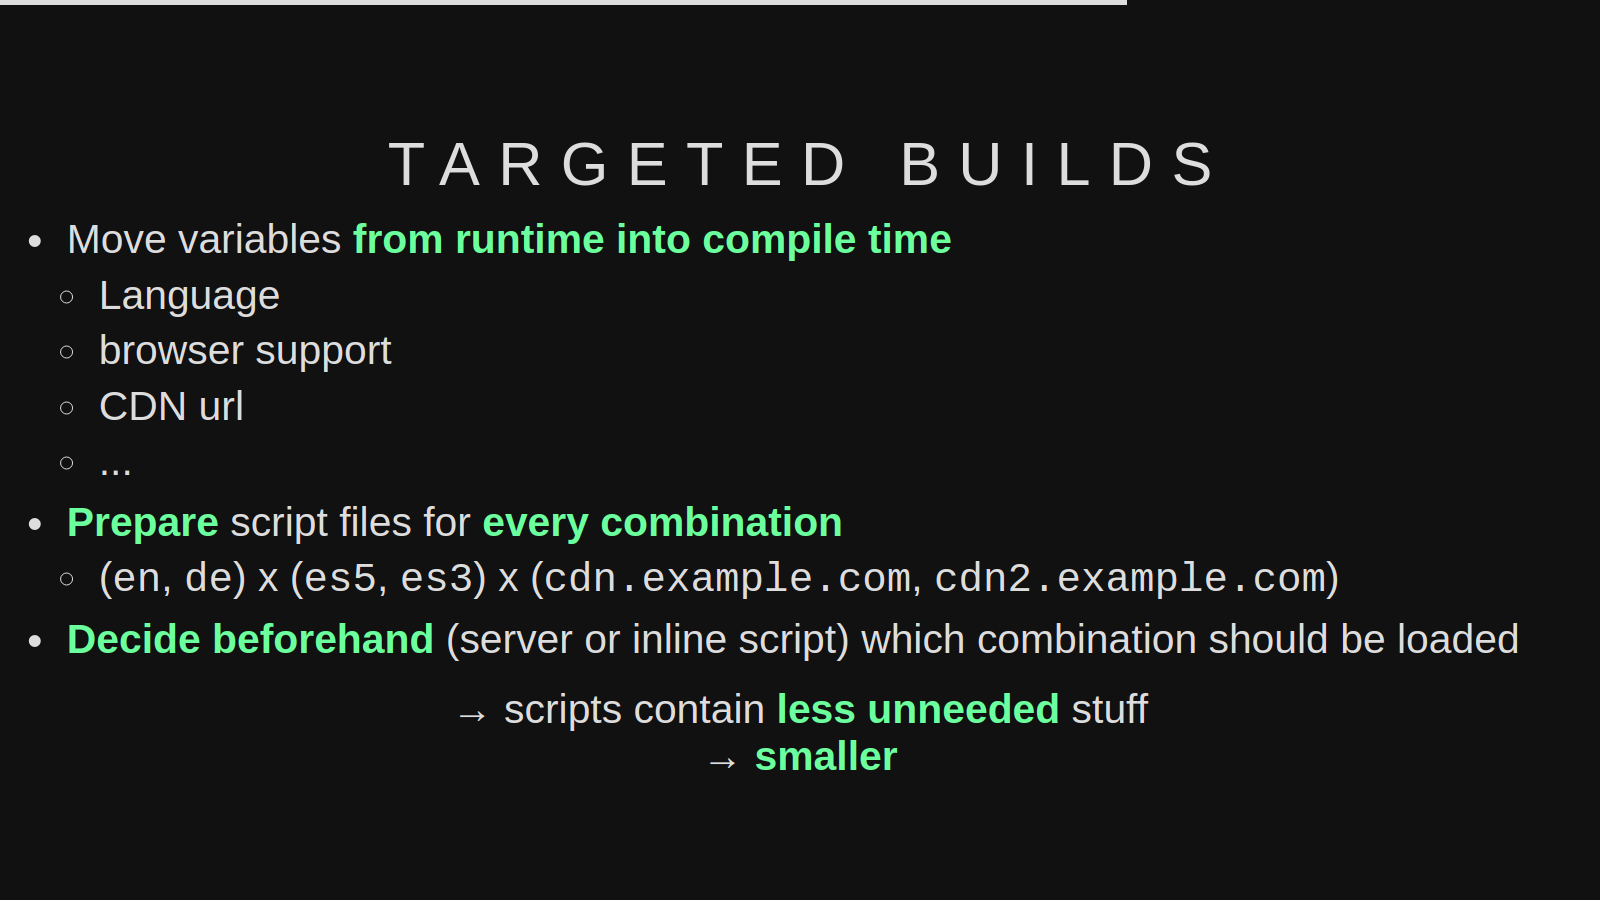 TARGETED BUILDS
• Move variables from runtime into compile time
○ Language
○ browser support
○ CDN url
○ ...
• Prepare script files for every combination
○ (en, de) x (es5, es3) x (cdn.example.com, cdn2.example.com)
• Decide beforehand (server or inline script) which combination should be loaded
→ scripts contain less unneeded stuff
→ smaller